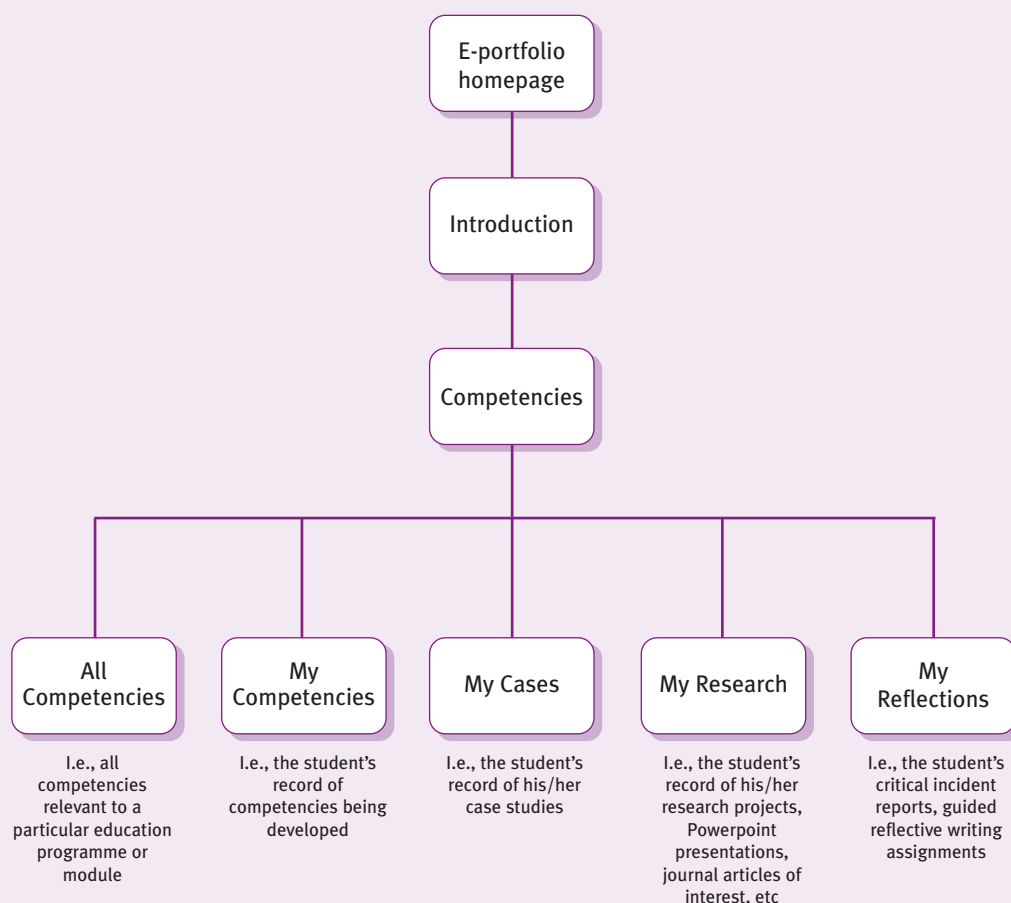 E-portfolio
homepage
Introduction
Competencies
All
Competencies
I.e., all
competencies
relevant to a
particular education
programme or
module
My
Competencies
I.e., the student’s
record of
competencies being
developed
My Cases
I.e., the student’s
record of his/her
case studies
My Research
I.e., the student’s
record of his/her
research projects,
Powerpoint
presentations,
journal articles of
interest, etc
My
Reflections
I.e., the student’s
critical incident
reports, guided
reflective writing
assignments